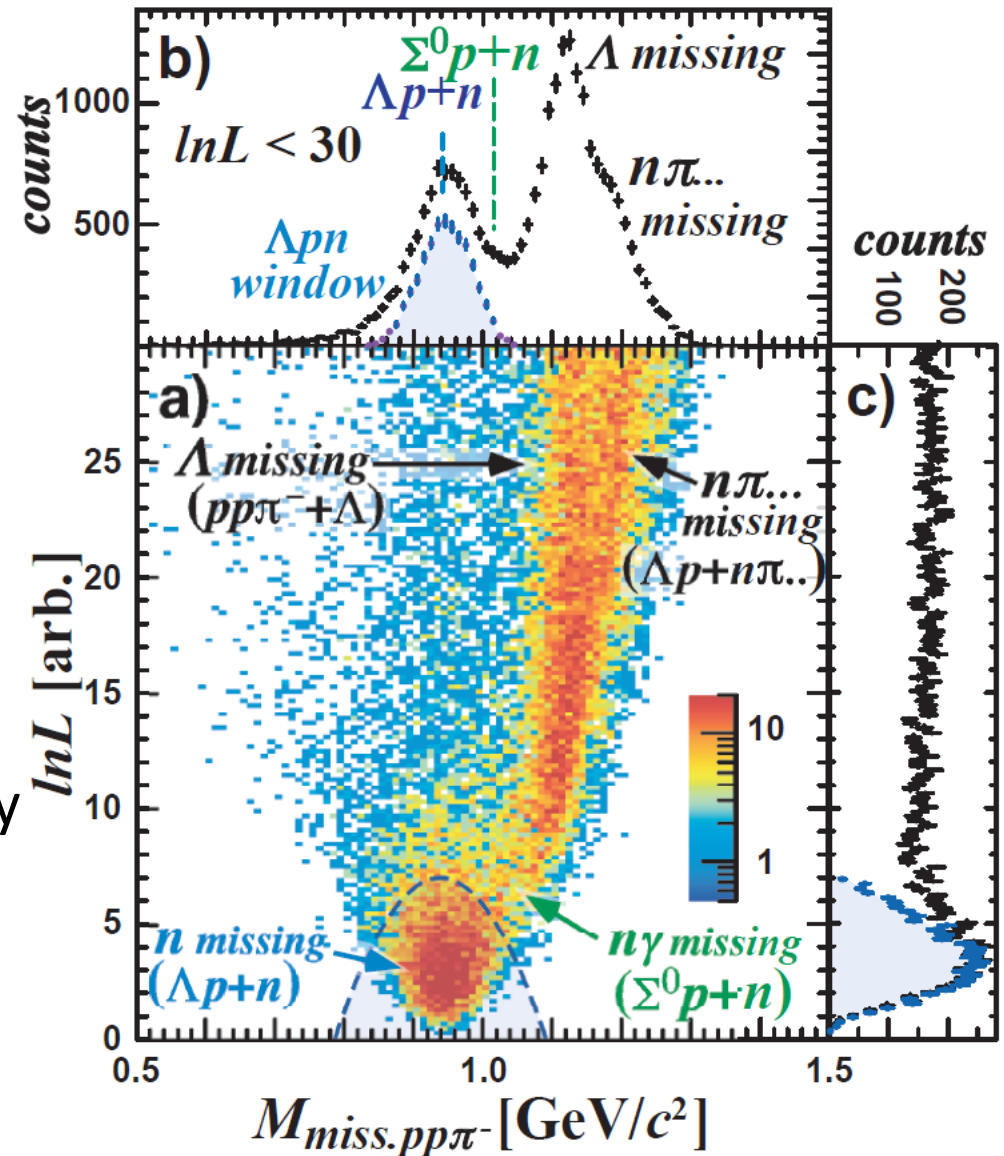 b)
Σ⁰p+n
Λp+n
Λ missing
lnL < 30
nπ...
missing
Λpn
window
counts
1000
500
counts
100
200
a)
c)
Λ missing
(ppπ⁻+Λ)
nπ...
missing
(Λp+nπ..)
25
20
15
10
5
0
lnL [arb.]
y
10
1
n missing
(Λp+n)
nγ missing
(Σ⁰p+n)
0.5
1.0
1.5
M_miss.ppπ⁻ [GeV/c²]